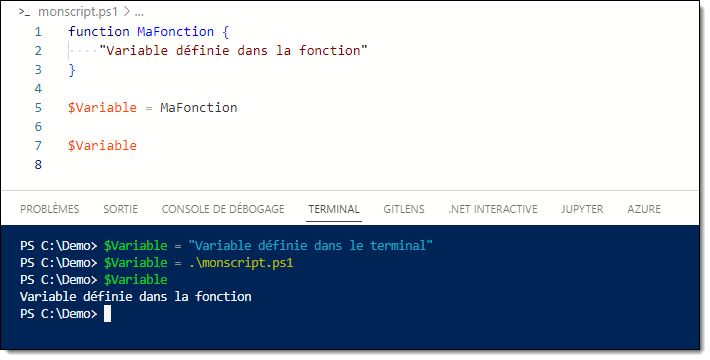 >_ monscript.ps1 > ...
1 function MaFonction {
2 ····"Variable définie dans la fonction"
3 }
4
5 $Variable = MaFonction
6
7 $Variable
8
PROBLÈMES SORTIE CONSOLE DE DÉBOGAGE TERMINAL GITLENS .NET INTERACTIVE JUPYTER AZURE
PS C:\Demo> $Variable = "Variable définie dans le terminal"
PS C:\Demo> $Variable = .\monscript.ps1
PS C:\Demo> $Variable
Variable définie dans la fonction
PS C:\Demo>